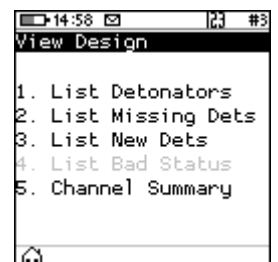 14:58 123 #3
View Design
1. List Detonators
2. List Missing Dets
3. List New Dets
4. List Bad Status
5. Channel Summary